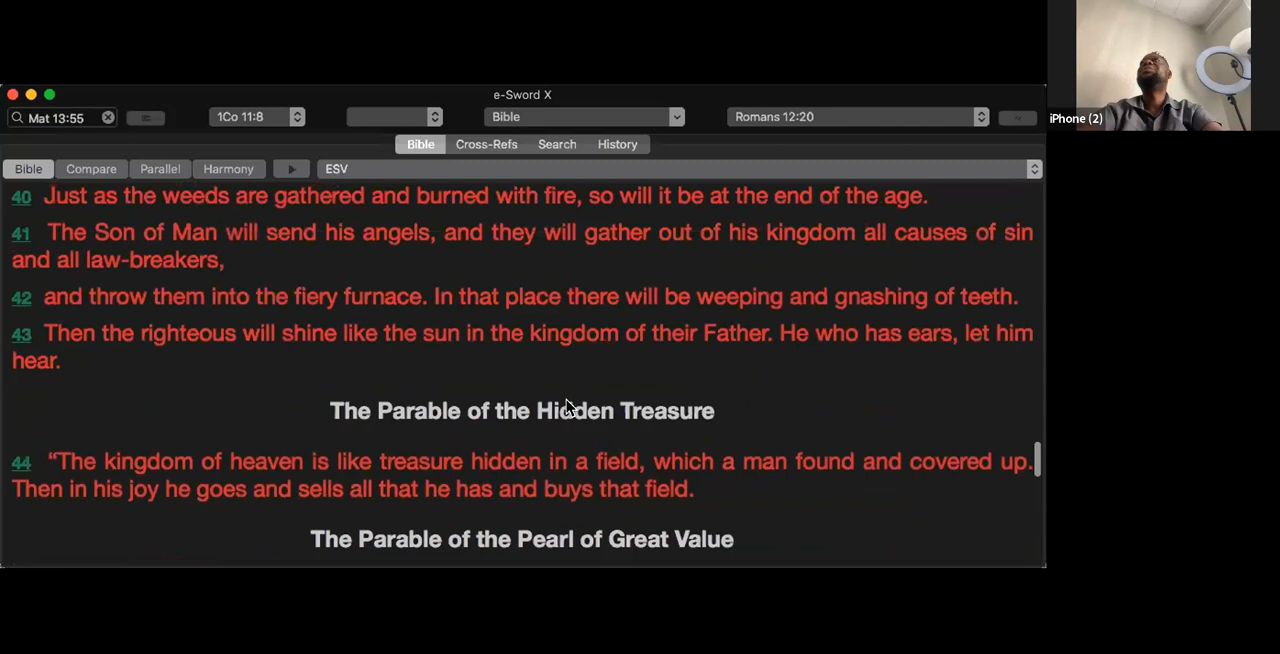 e-Sword X
Mat 13:55
1Co 11:8
Bible
Romans 12:20
iPhone (2)
Bible Cross-Refs Search History
Bible Compare Parallel Harmony
ESV
40 Just as the weeds are gathered and burned with fire, so will it be at the end of the age.
41 The Son of Man will send his angels, and they will gather out of his kingdom all causes of sin
and all law-breakers,
42 and throw them into the fiery furnace. In that place there will be weeping and gnashing of teeth.
43 Then the righteous will shine like the sun in the kingdom of their Father. He who has ears, let him
hear.
The Parable of the Hidden Treasure
44 “The kingdom of heaven is like treasure hidden in a field, which a man found and covered up.
Then in his joy he goes and sells all that he has and buys that field.
The Parable of the Pearl of Great Value